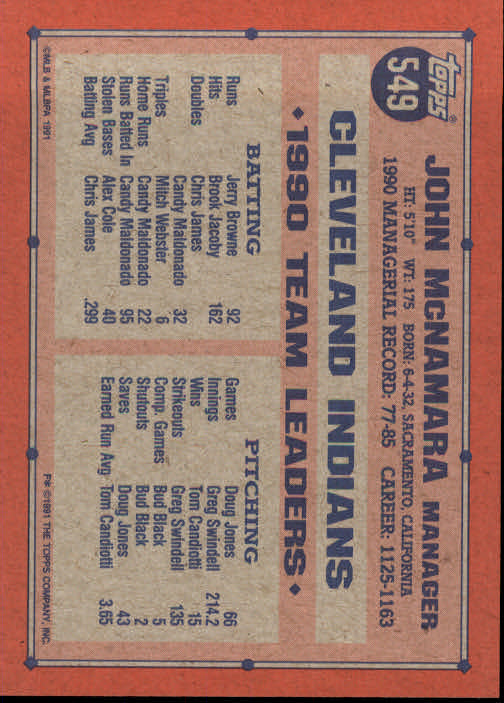 topps®
549
JOHN MCNAMARA MANAGER
HT: 5'10" WT: 175 BORN: 6-4-32, SACRAMENTO, CALIFORNIA
1990 MANAGERIAL RECORD: 77-85 CAREER: 1125-1163
CLEVELAND INDIANS
♦ 1990 TEAM LEADERS ♦
BATTING
Runs Jerry Browne 92
Hits Brook Jacoby 162
Doubles Chris James
Candy Maldonado 32
Triples Mitch Webster 6
Home Runs Candy Maldonado 22
Runs Batted In Candy Maldonado 95
Stolen Bases Alex Cole 40
Batting Avg Chris James .299
PITCHING
Games Doug Jones 66
Innings Greg Swindell 214.2
Wins Tom Candiotti 15
Strikeouts Greg Swindell 135
Comp. Games Bud Black 5
Shutouts Bud Black 2
Saves Doug Jones 43
Earned Run Avg Tom Candiotti 3.65
©MLB & MLBPA 1991
P# ©1991 THE TOPPS COMPANY, INC.